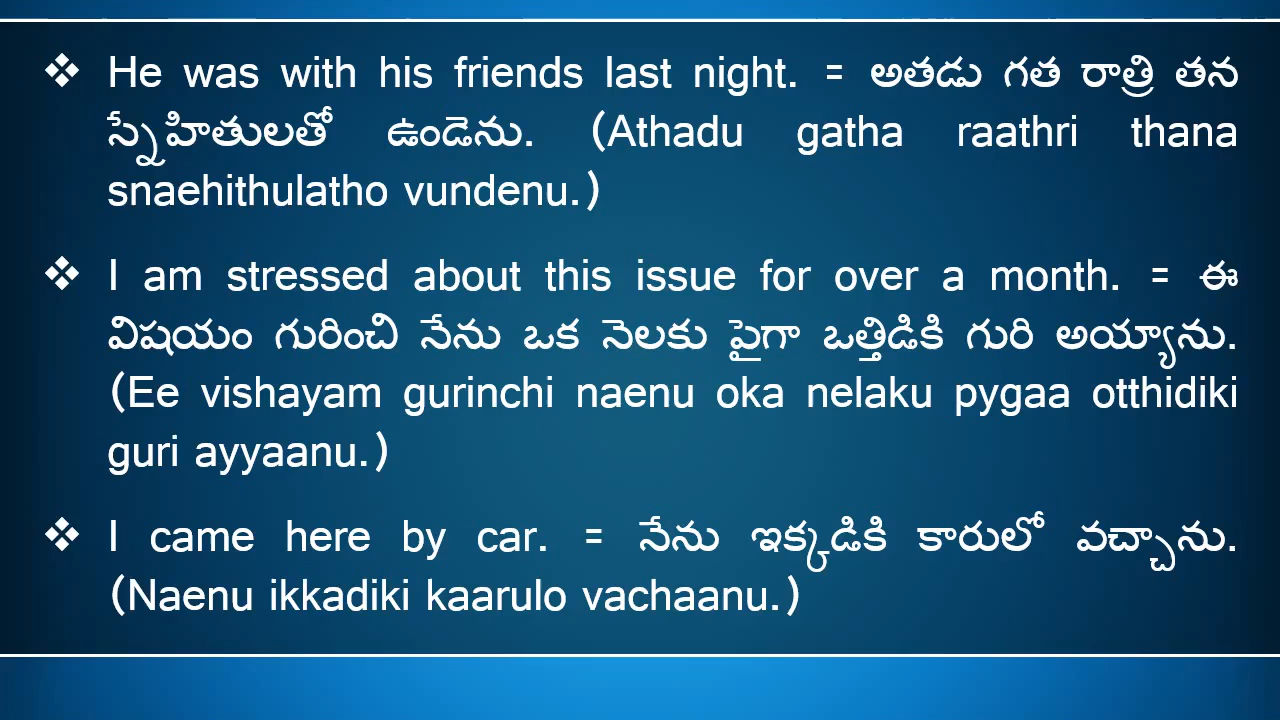 ❖ He was with his friends last night. = అతడు గత రాత్రి తన
స్నేహితులతో ఉండెను. (Athadu gatha raathri thana
snaehithulatho vundenu.)
❖ I am stressed about this issue for over a month. = ఈ
విషయం గురించి నేను ఒక నెలకు పైగా ఒత్తిడికి గురి అయ్యాను.
(Ee vishayam gurinchi naenu oka nelaku pygaa otthidiki
guri ayyaanu.)
❖ I came here by car. = నేను ఇక్కడికి కారులో వచ్చాను.
(Naenu ikkadiki kaarulo vachaanu.)